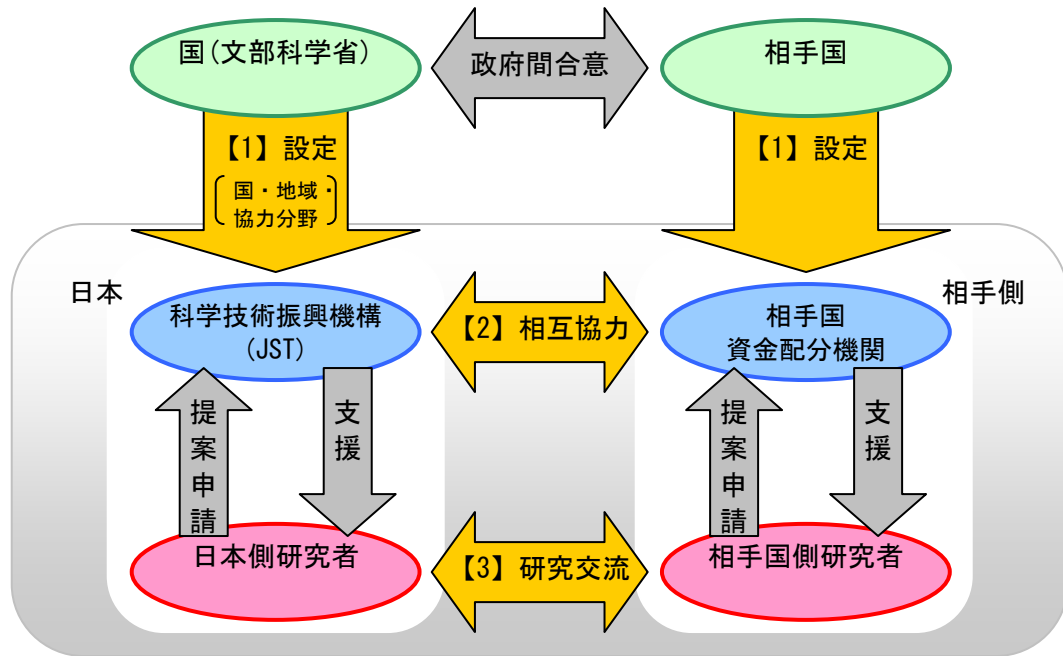 国(文部科学省)
政府間合意
相手国
【1】設定
国・地域・
協力分野
【1】設定
日本
相手側
科学技術振興機構
(JST)
【2】相互協力
相手国
資金配分機関
提案申請
支援
提案申請
支援
日本側研究者
【3】研究交流
相手国側研究者